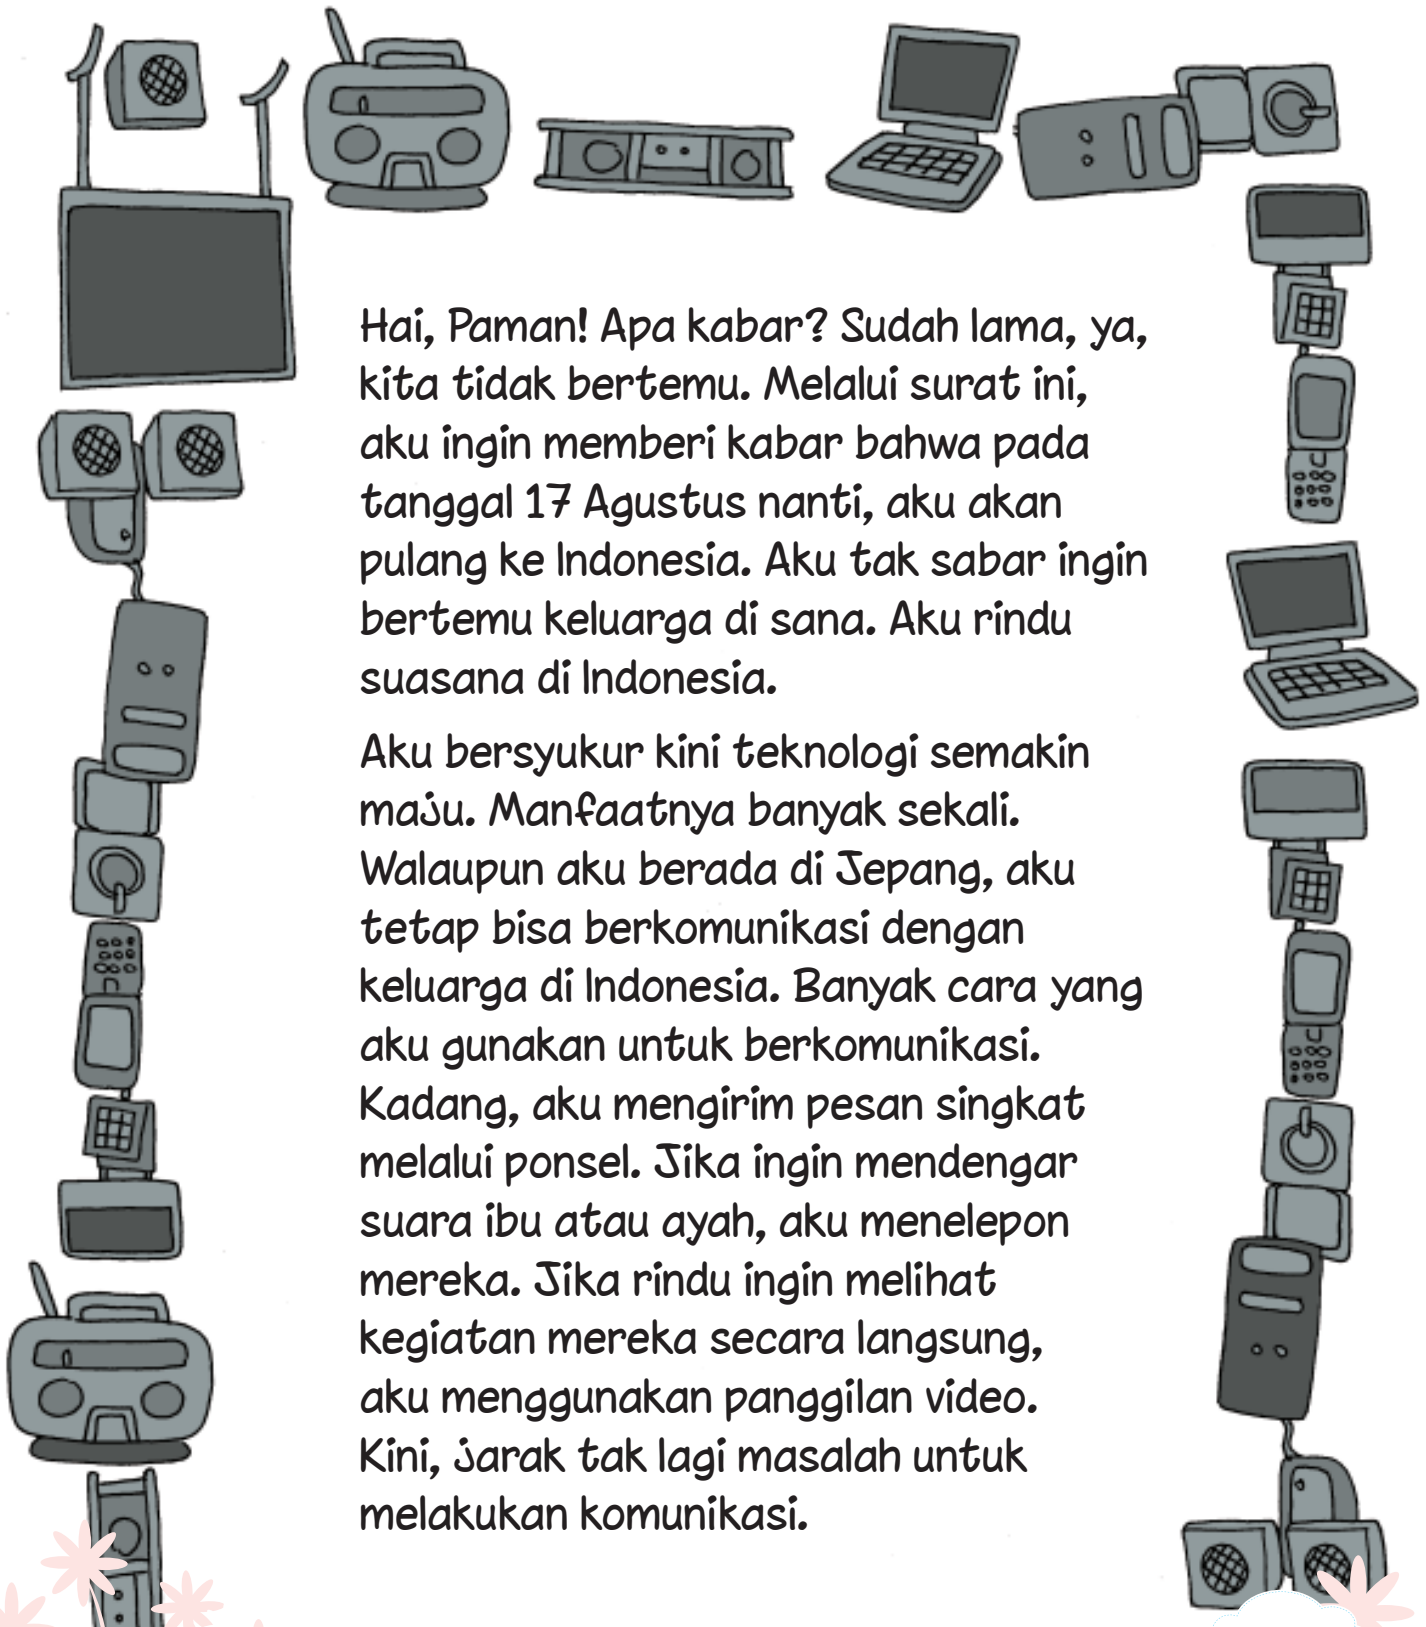 Hai, Paman! Apa kabar? Sudah lama, ya,
kita tidak bertemu. Melalui surat ini,
aku ingin memberi kabar bahwa pada
tanggal 17 Agustus nanti, aku akan
pulang ke Indonesia. Aku tak sabar ingin
bertemu keluarga di sana. Aku rindu
suasana di Indonesia.
Aku bersyukur kini teknologi semakin
maju. Manfaatnya banyak sekali.
Walaupun aku berada di Jepang, aku
tetap bisa berkomunikasi dengan
keluarga di Indonesia. Banyak cara yang
aku gunakan untuk berkomunikasi.
Kadang, aku mengirim pesan singkat
melalui ponsel. Jika ingin mendengar
suara ibu atau ayah, aku menelepon
mereka. Jika rindu ingin melihat
kegiatan mereka secara langsung,
aku menggunakan panggilan video.
Kini, jarak tak lagi masalah untuk
melakukan komunikasi.